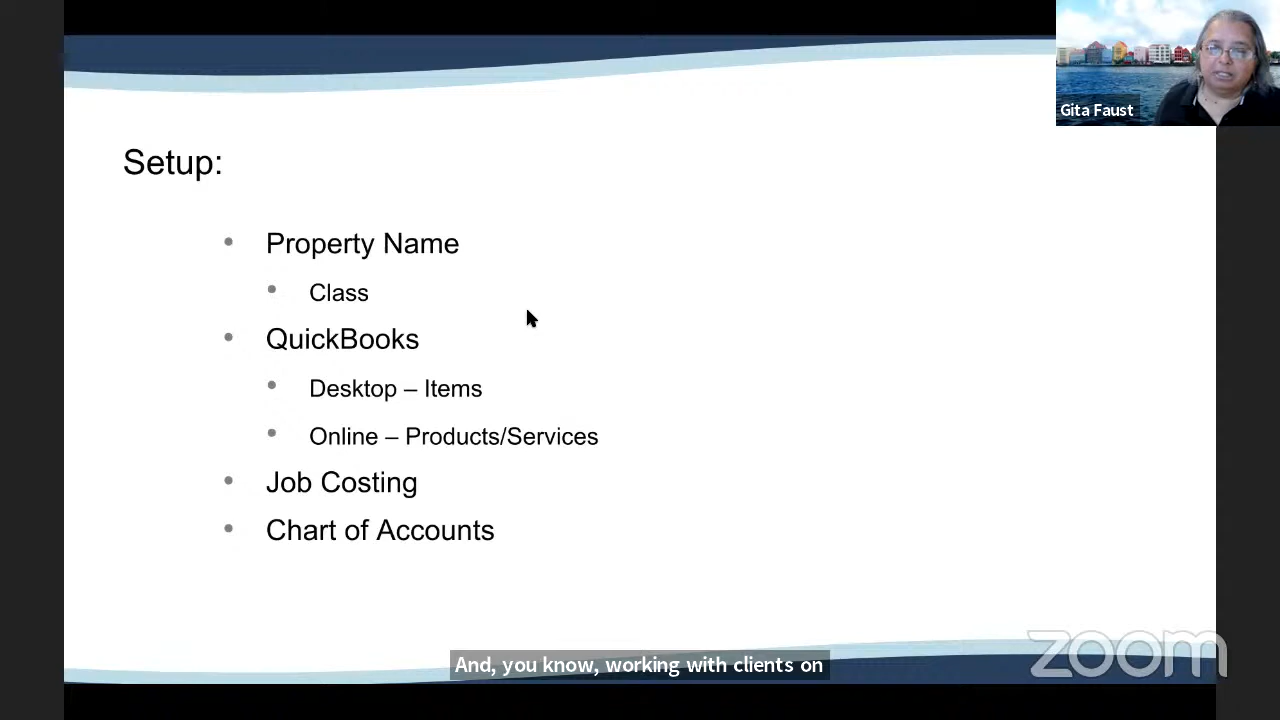 Gita Faust
Setup:
Property Name
Class
QuickBooks
Desktop – Items
Online – Products/Services
Job Costing
Chart of Accounts
And, you know, working with clients on
zoom